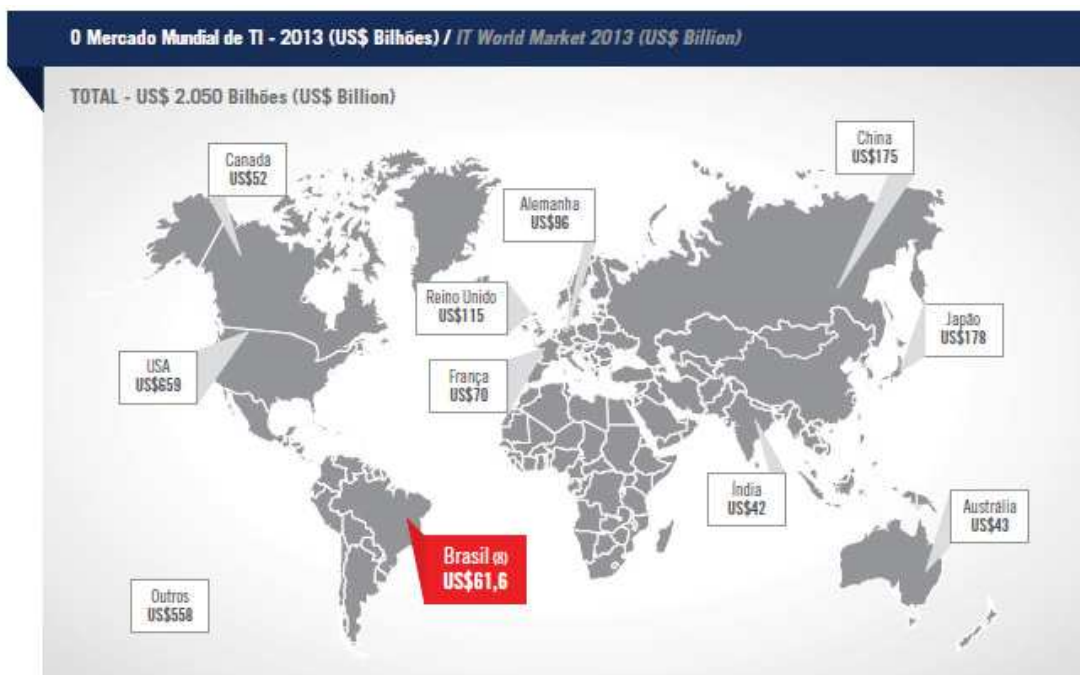 O Mercado Mundial de TI - 2013 (US$ Bilhões) / IT World Market 2013 (US$ Billion)
TOTAL - US$ 2.050 Bilhões (US$ Billion)
China
US$175
Canadá
US$52
Alemanha
US$96
Reino Unido
US$115
Japão
US$178
USA
US$659
França
US$70
Índia
US$42
Austrália
US$43
Brasil (8)
US$61,6
Outros
US$558